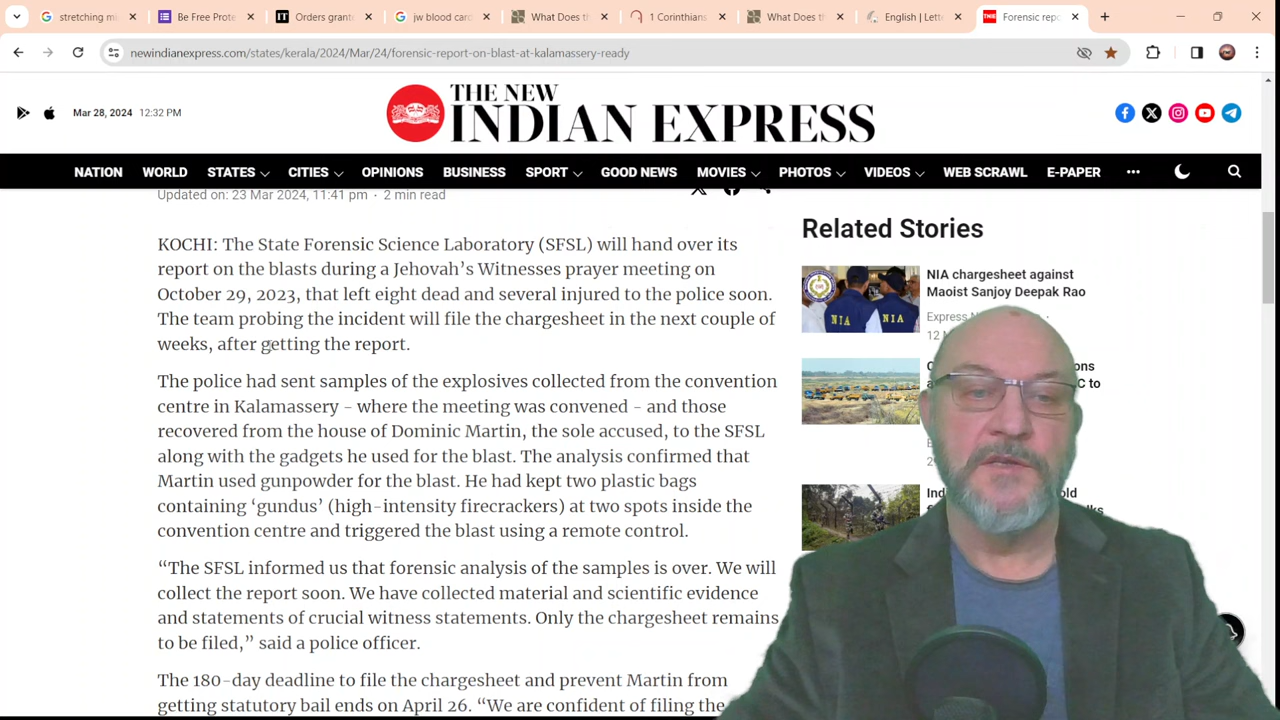 stretching mi
Be Free Prote
Orders grant
jw blood card
What Does th
1 Corinthians
What Does th
English | Lett
Forensic repo
newindianexpress.com/states/kerala/2024/Mar/24/forensic-report-on-blast-at-kalamassery-ready
Mar 28, 2024 12:32 PM
THE NEW
INDIAN EXPRESS
NATION WORLD STATES CITIES OPINIONS BUSINESS SPORT GOOD NEWS MOVIES PHOTOS VIDEOS WEB SCRAWL E-PAPER
Updated on: 23 Mar 2024, 11:41 pm • 2 min read
KOCHI: The State Forensic Science Laboratory (SFSL) will hand over its
report on the blasts during a Jehovah’s Witnesses prayer meeting on
October 29, 2023, that left eight dead and several injured to the police soon.
The team probing the incident will file the chargesheet in the next couple of
weeks, after getting the report.
The police had sent samples of the explosives collected from the convention
centre in Kalamassery - where the meeting was convened - and those
recovered from the house of Dominic Martin, the sole accused, to the SFSL
along with the gadgets he used for the blast. The analysis confirmed that
Martin used gunpowder for the blast. He had kept two plastic bags
containing ‘gundus’ (high-intensity firecrackers) at two spots inside the
convention centre and triggered the blast using a remote control.
“The SFSL informed us that forensic analysis of the samples is over. We will
collect the report soon. We have collected material and scientific evidence
and statements of crucial witness statements. Only the chargesheet remains
to be filed,” said a police officer.
The 180-day deadline to file the chargesheet and prevent Martin from
getting statutory bail ends on April 26. “We are confident of filing the
Related Stories
NIA chargesheet against
Maoist Sanjoy Deepak Rao
Express N
12 M
ons
C to
Ind old
lks
NIA NIA